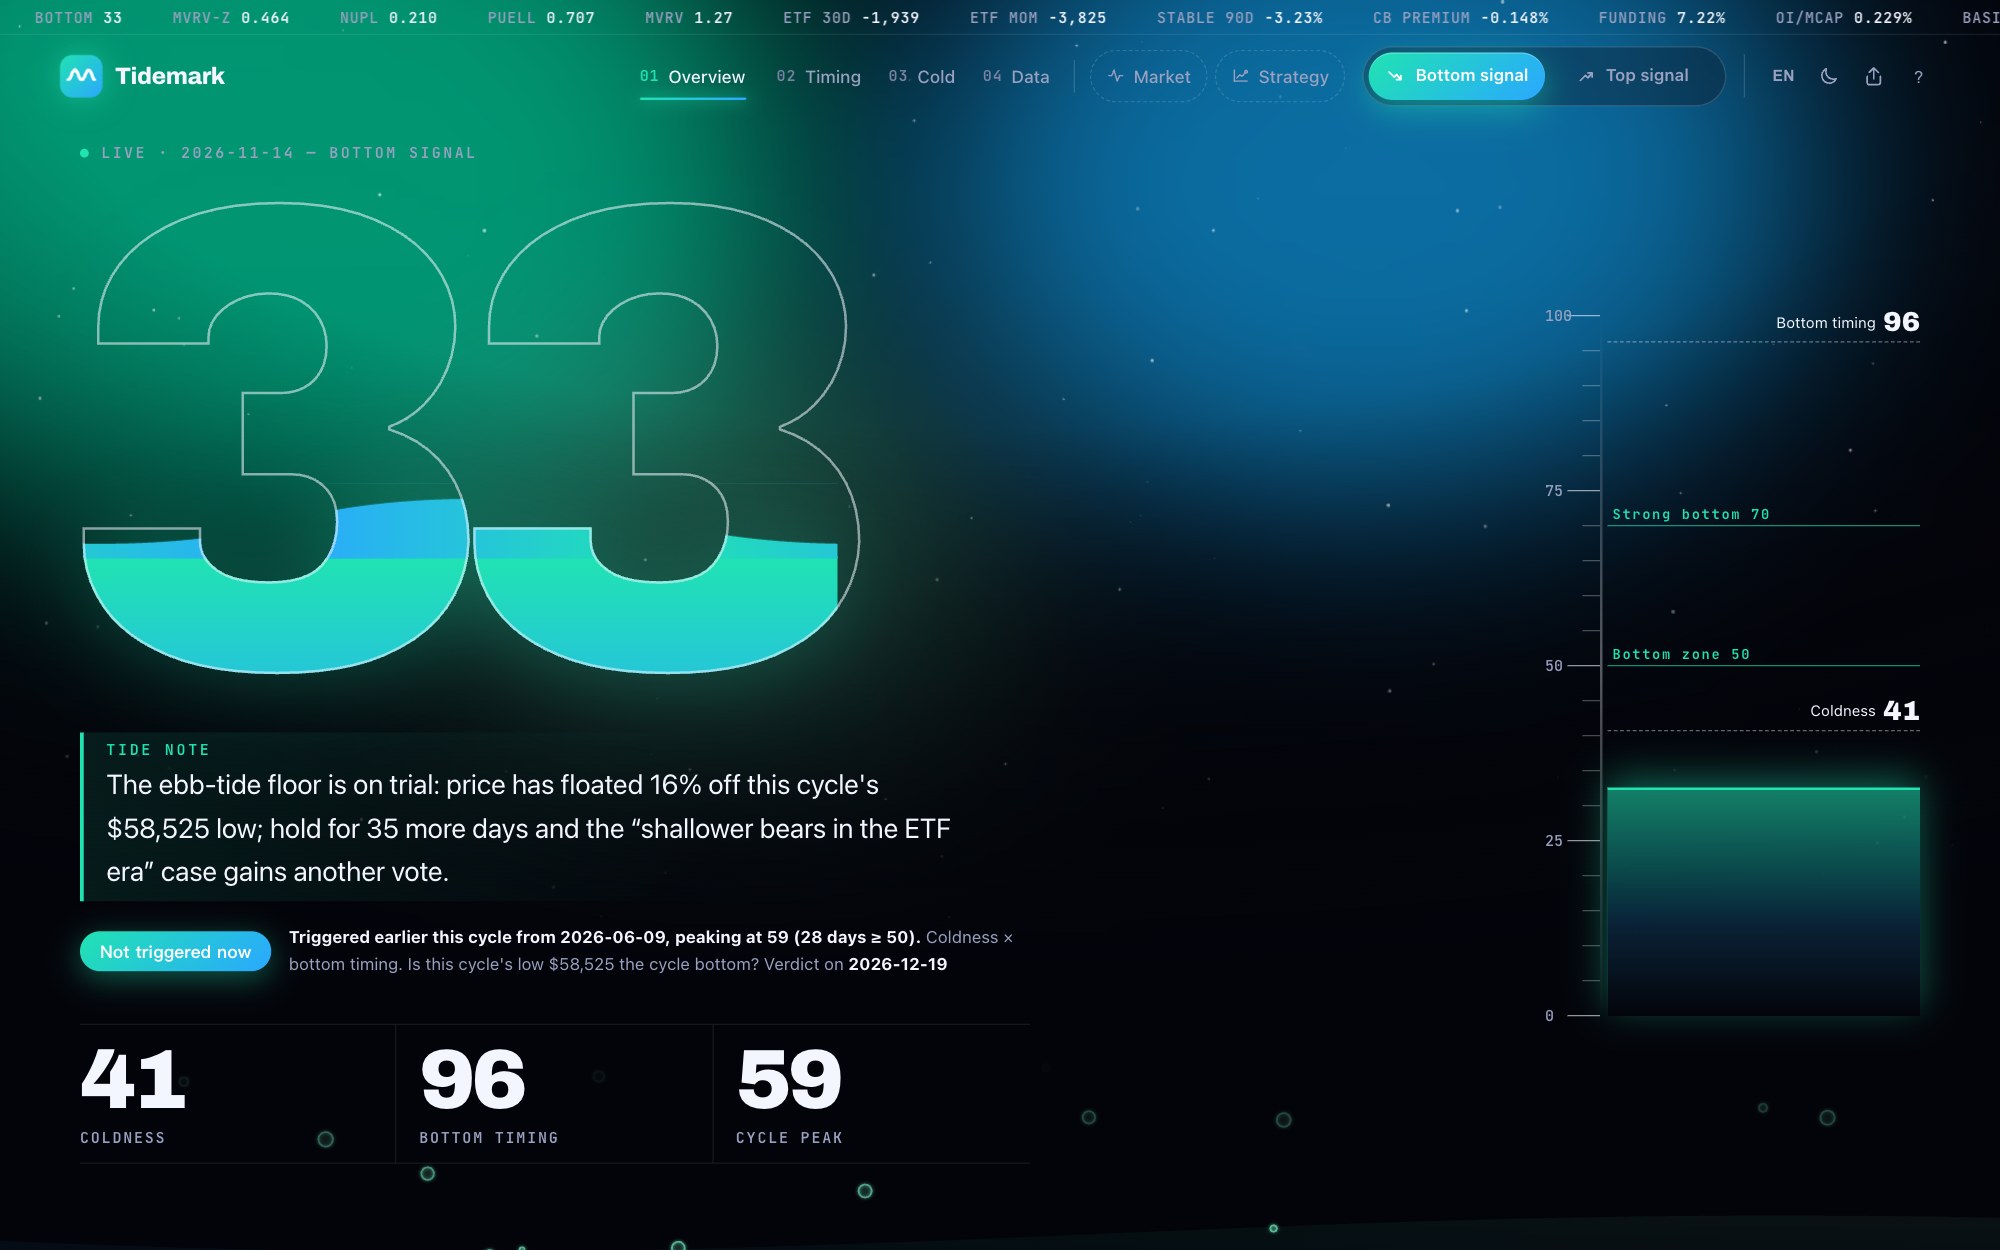 BOTTOM 33 MVRV-Z 0.464 NUPL 0.210 PUELL 0.707 MVRV 1.27 ETF 30D -1,939 ETF MOM -3,825 STABLE 90D -3.23% CB PREMIUM -0.148% FUNDING 7.22% OI/MCAP 0.229% BASI
Tidemark
01 Overview 02 Timing 03 Cold 04 Data Market Strategy Bottom signal Top signal EN ?
LIVE · 2026-11-14 — BOTTOM SIGNAL
33
100
Bottom timing 96
75
Strong bottom 70
Bottom zone 50
50
Coldness 41
25
0
TIDE NOTE
The ebb-tide floor is on trial: price has floated 16% off this cycle's
$58,525 low; hold for 35 more days and the “shallower bears in the ETF
era” case gains another vote.
Not triggered now
Triggered earlier this cycle from 2026-06-09, peaking at 59 (28 days ≥ 50). Coldness ×
bottom timing. Is this cycle's low $58,525 the cycle bottom? Verdict on 2026-12-19
41 96 59
COLDNESS BOTTOM TIMING CYCLE PEAK